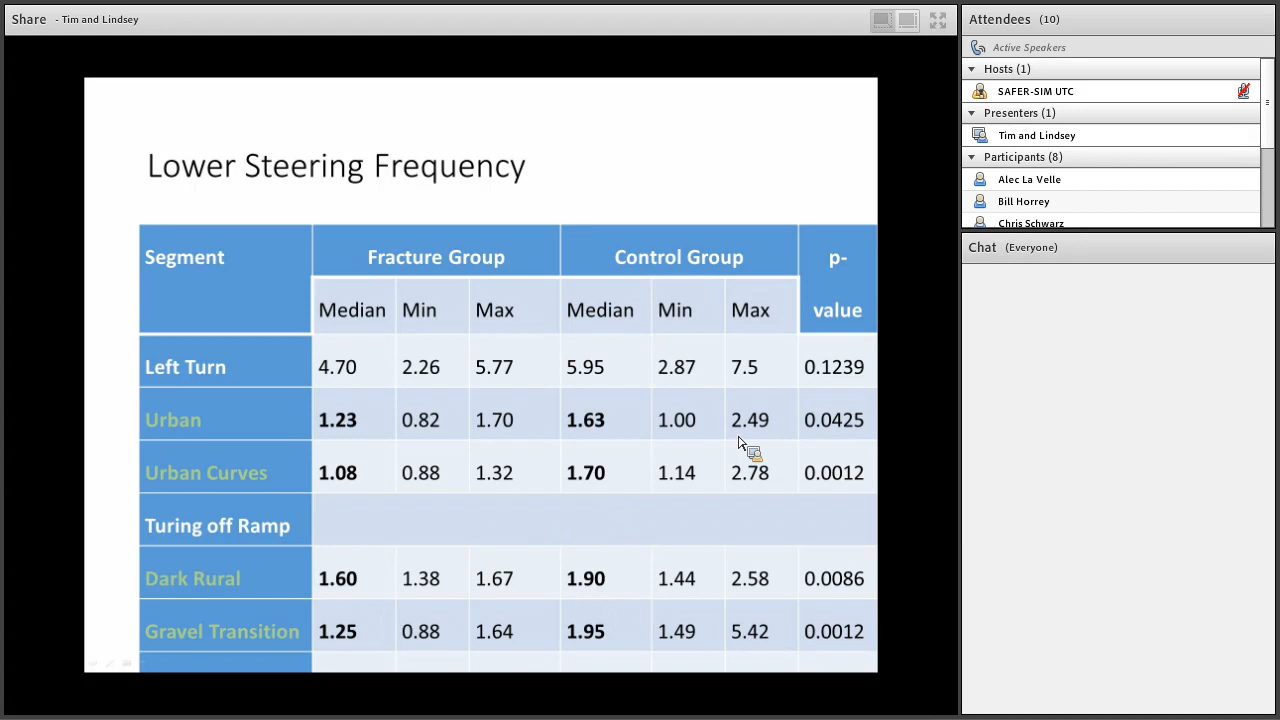 Share - Tim and Lindsey
Lower Steering Frequency
Segment Fracture Group Control Group p-
value
Median Min Max Median Min Max
Left Turn 4.70 2.26 5.77 5.95 2.87 7.5 0.1239
Urban 1.23 0.82 1.70 1.63 1.00 2.49 0.0425
Urban Curves 1.08 0.88 1.32 1.70 1.14 2.78 0.0012
Turing off Ramp
Dark Rural 1.60 1.38 1.67 1.90 1.44 2.58 0.0086
Gravel Transition 1.25 0.88 1.64 1.95 1.49 5.42 0.0012
Attendees (10)
Active Speakers
Hosts (1)
SAFER-SIM UTC
Presenters (1)
Tim and Lindsey
Participants (8)
Alec La Velle
Bill Horrey
Chris Schwarz
Chat (Everyone)